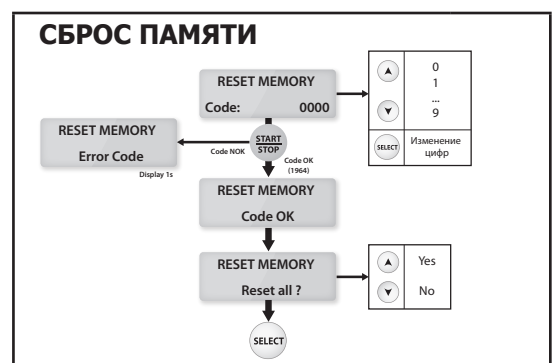 СБРОС ПАМЯТИ
RESET MEMORY
Code: 0000
0
1
...
9
SELECT
Изменение
цифр
START
STOP
RESET MEMORY
Error Code
Display 1s
Code NOK
Code OK
(1964)
RESET MEMORY
Code OK
RESET MEMORY
Reset all ?
Yes
No
SELECT